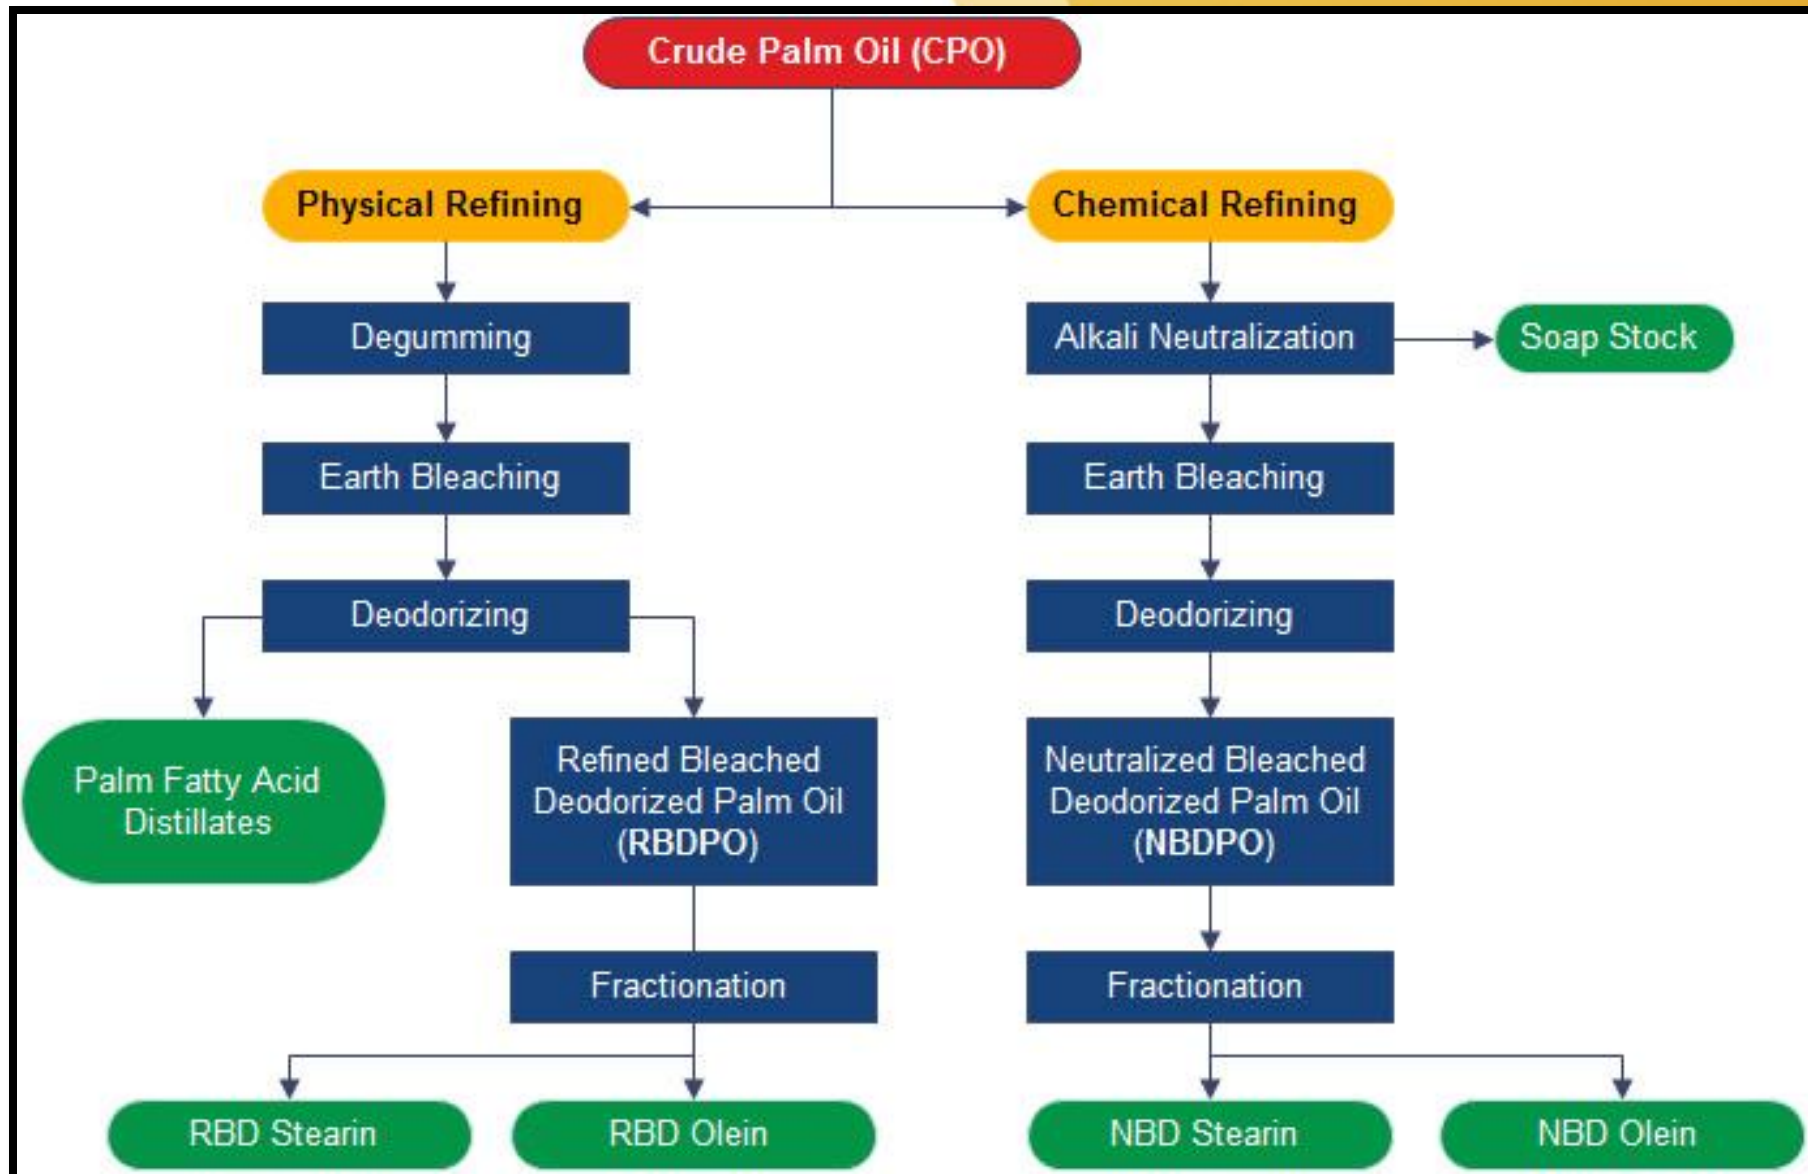 Crude Palm Oil (CPO)
Physical Refining
Chemical Refining
Degumming
Alkali Neutralization
Soap Stock
Earth Bleaching
Earth Bleaching
Deodorizing
Deodorizing
Palm Fatty Acid
Distillates
Refined Bleached
Deodorized Palm Oil
(RBDPO)
Neutralized Bleached
Deodorized Palm Oil
(NBDPO)
Fractionation
Fractionation
RBD Stearin
RBD Olein
NBD Stearin
NBD Olein